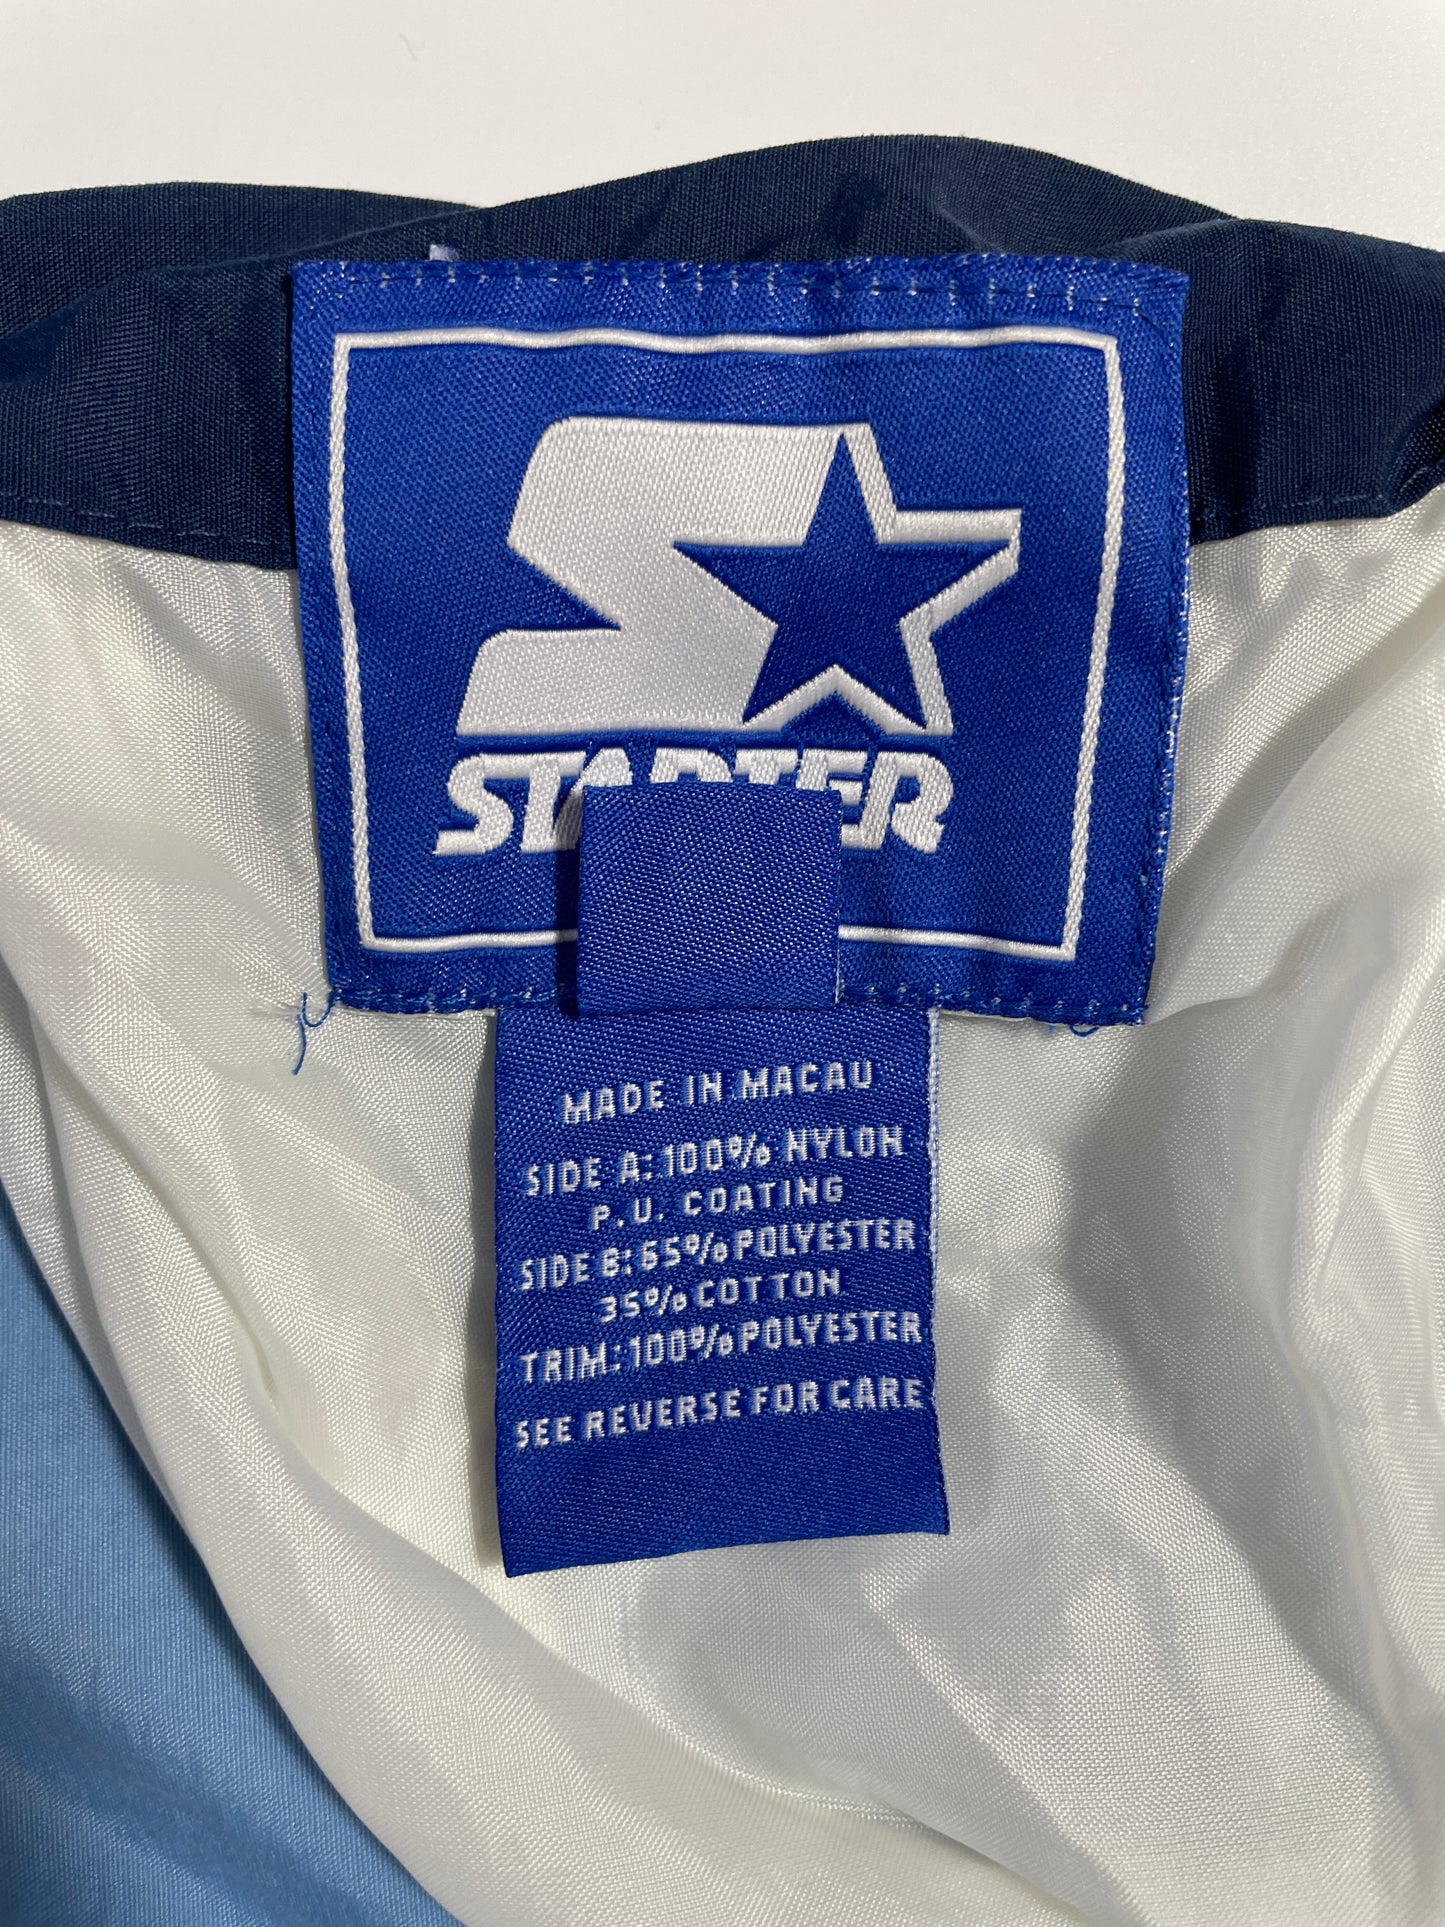 STARTER
MADE IN MACAU
SIDE A: 100% NYLON
P.U. COATING
SIDE B: 65% POLYESTER
35% COTTON
TRIM: 100% POLYESTER
SEE REVERSE FOR CARE